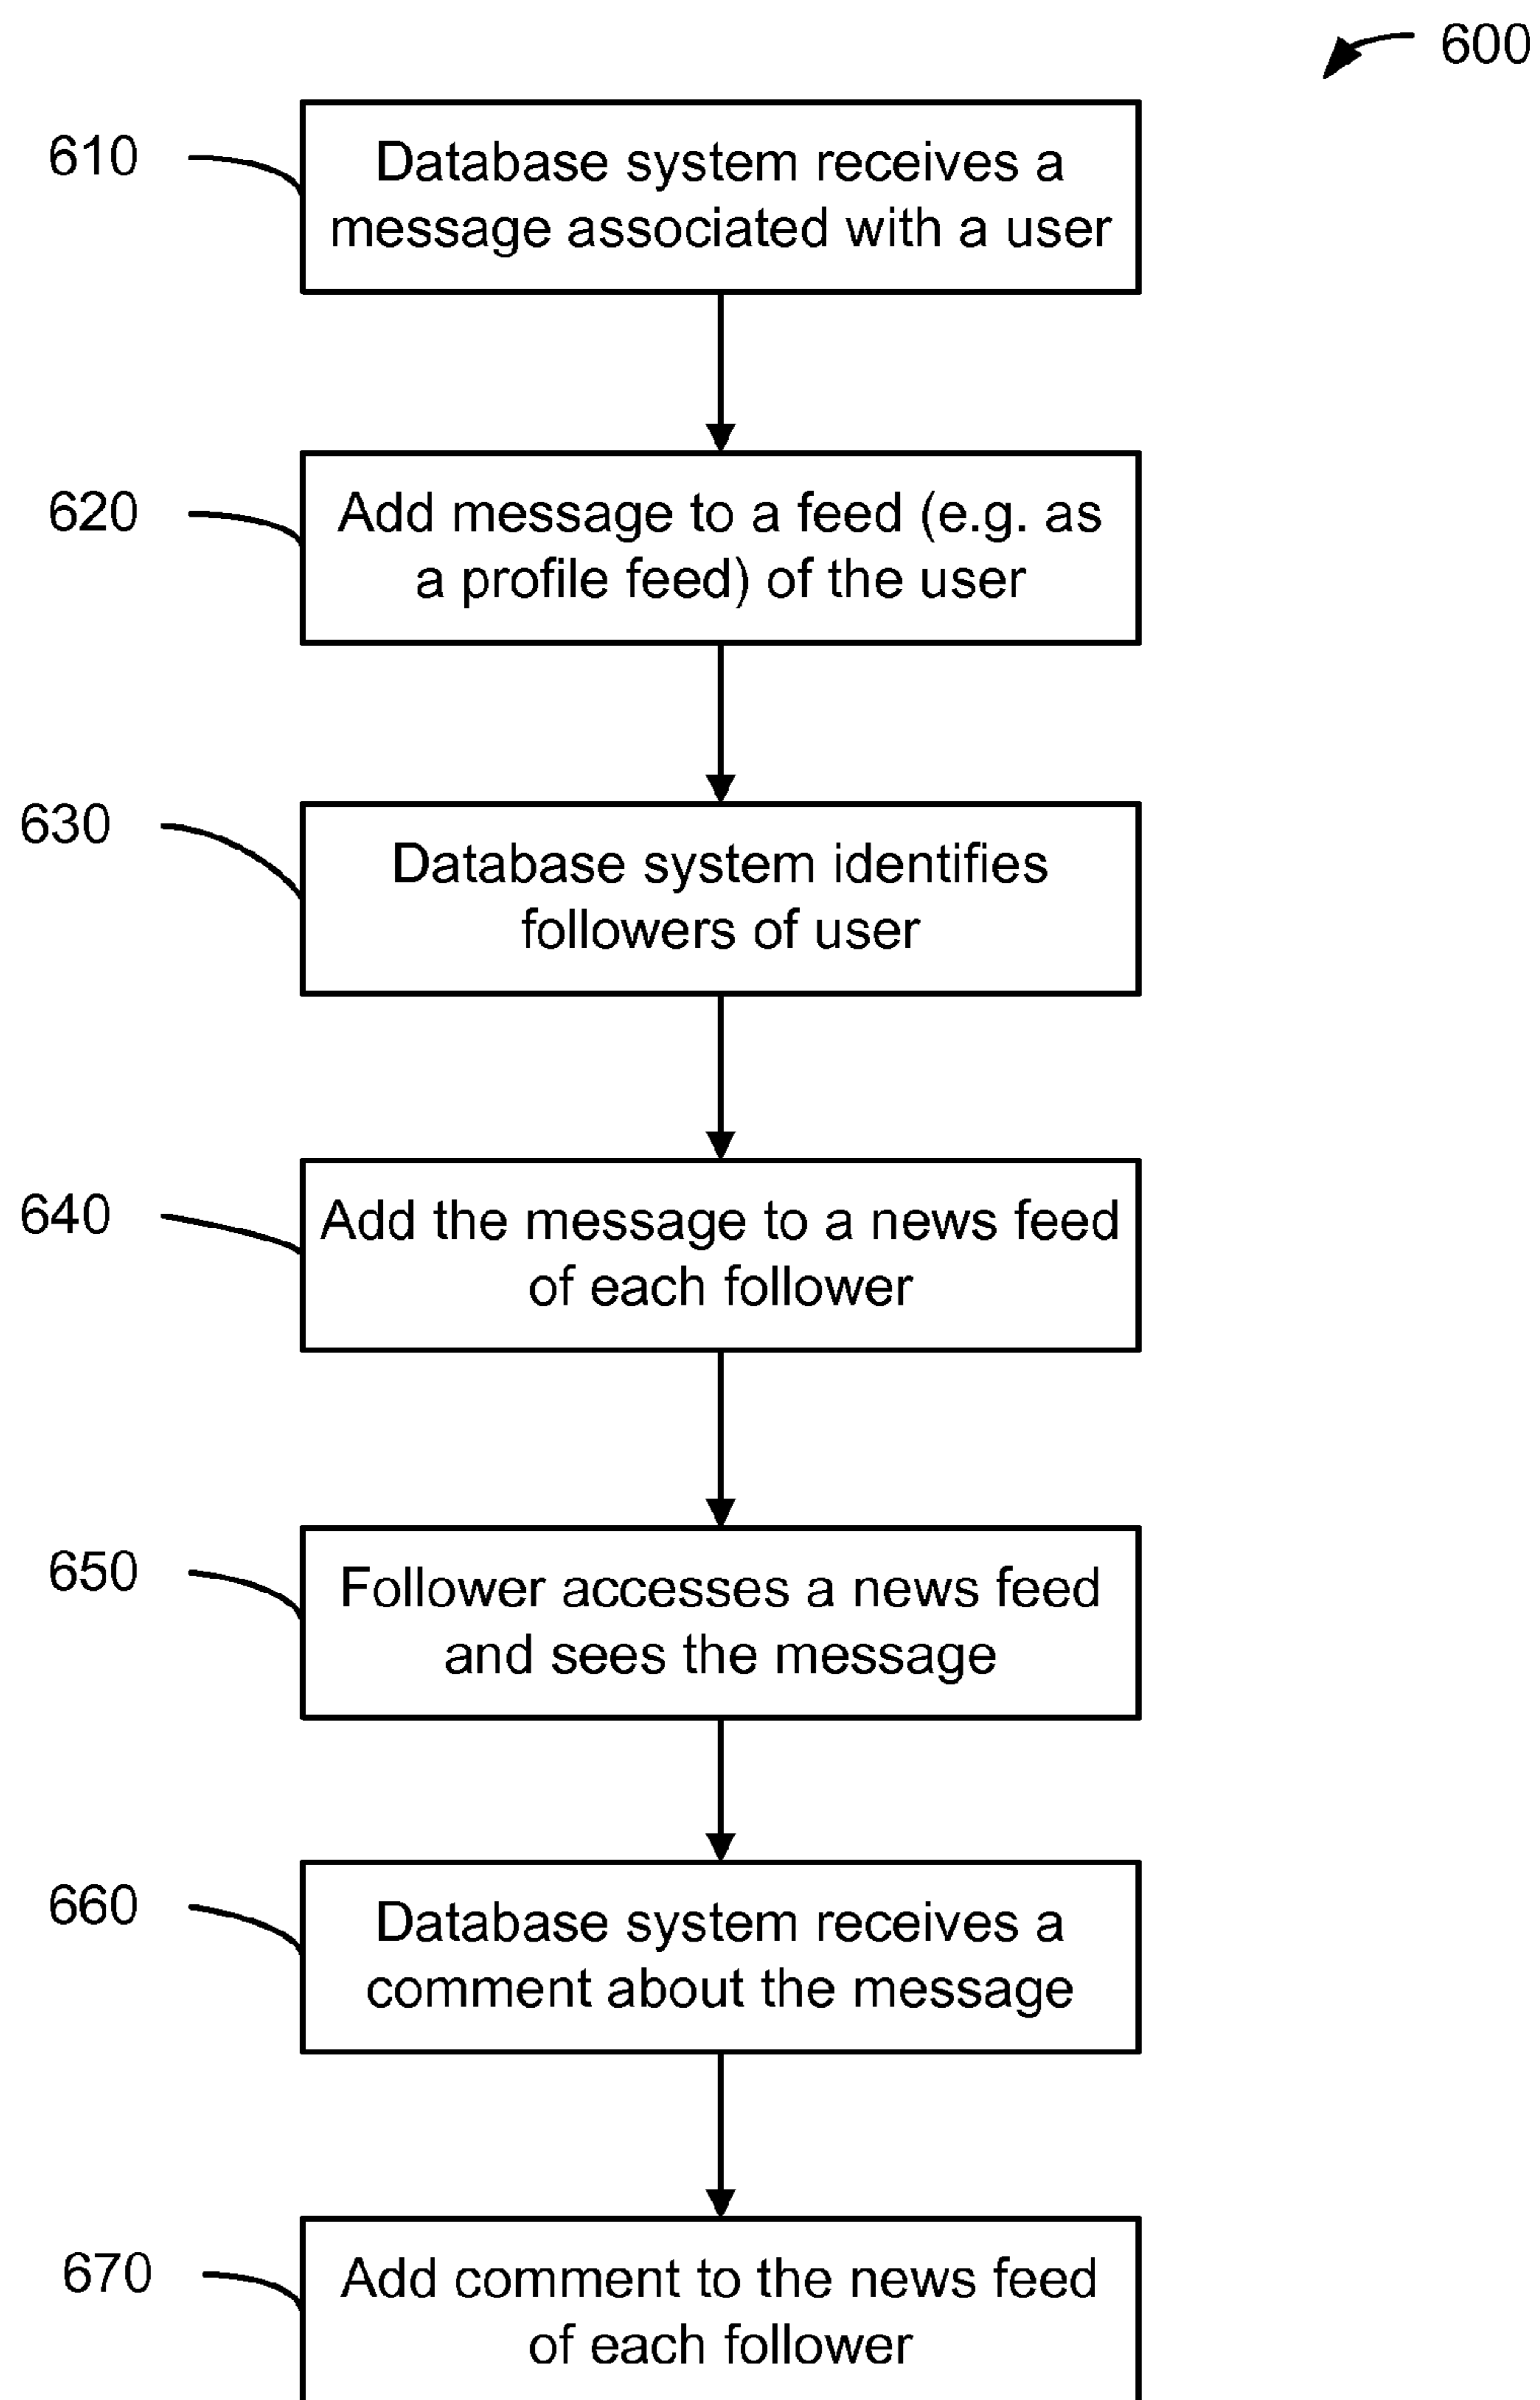 600
610
Database system receives a
message associated with a user
620
Add message to a feed (e.g. as
a profile feed) of the user
630
Database system identifies
followers of user
640
Add the message to a news feed
of each follower
650
Follower accesses a news feed
and sees the message
660
Database system receives a
comment about the message
670
Add comment to the news feed
of each follower